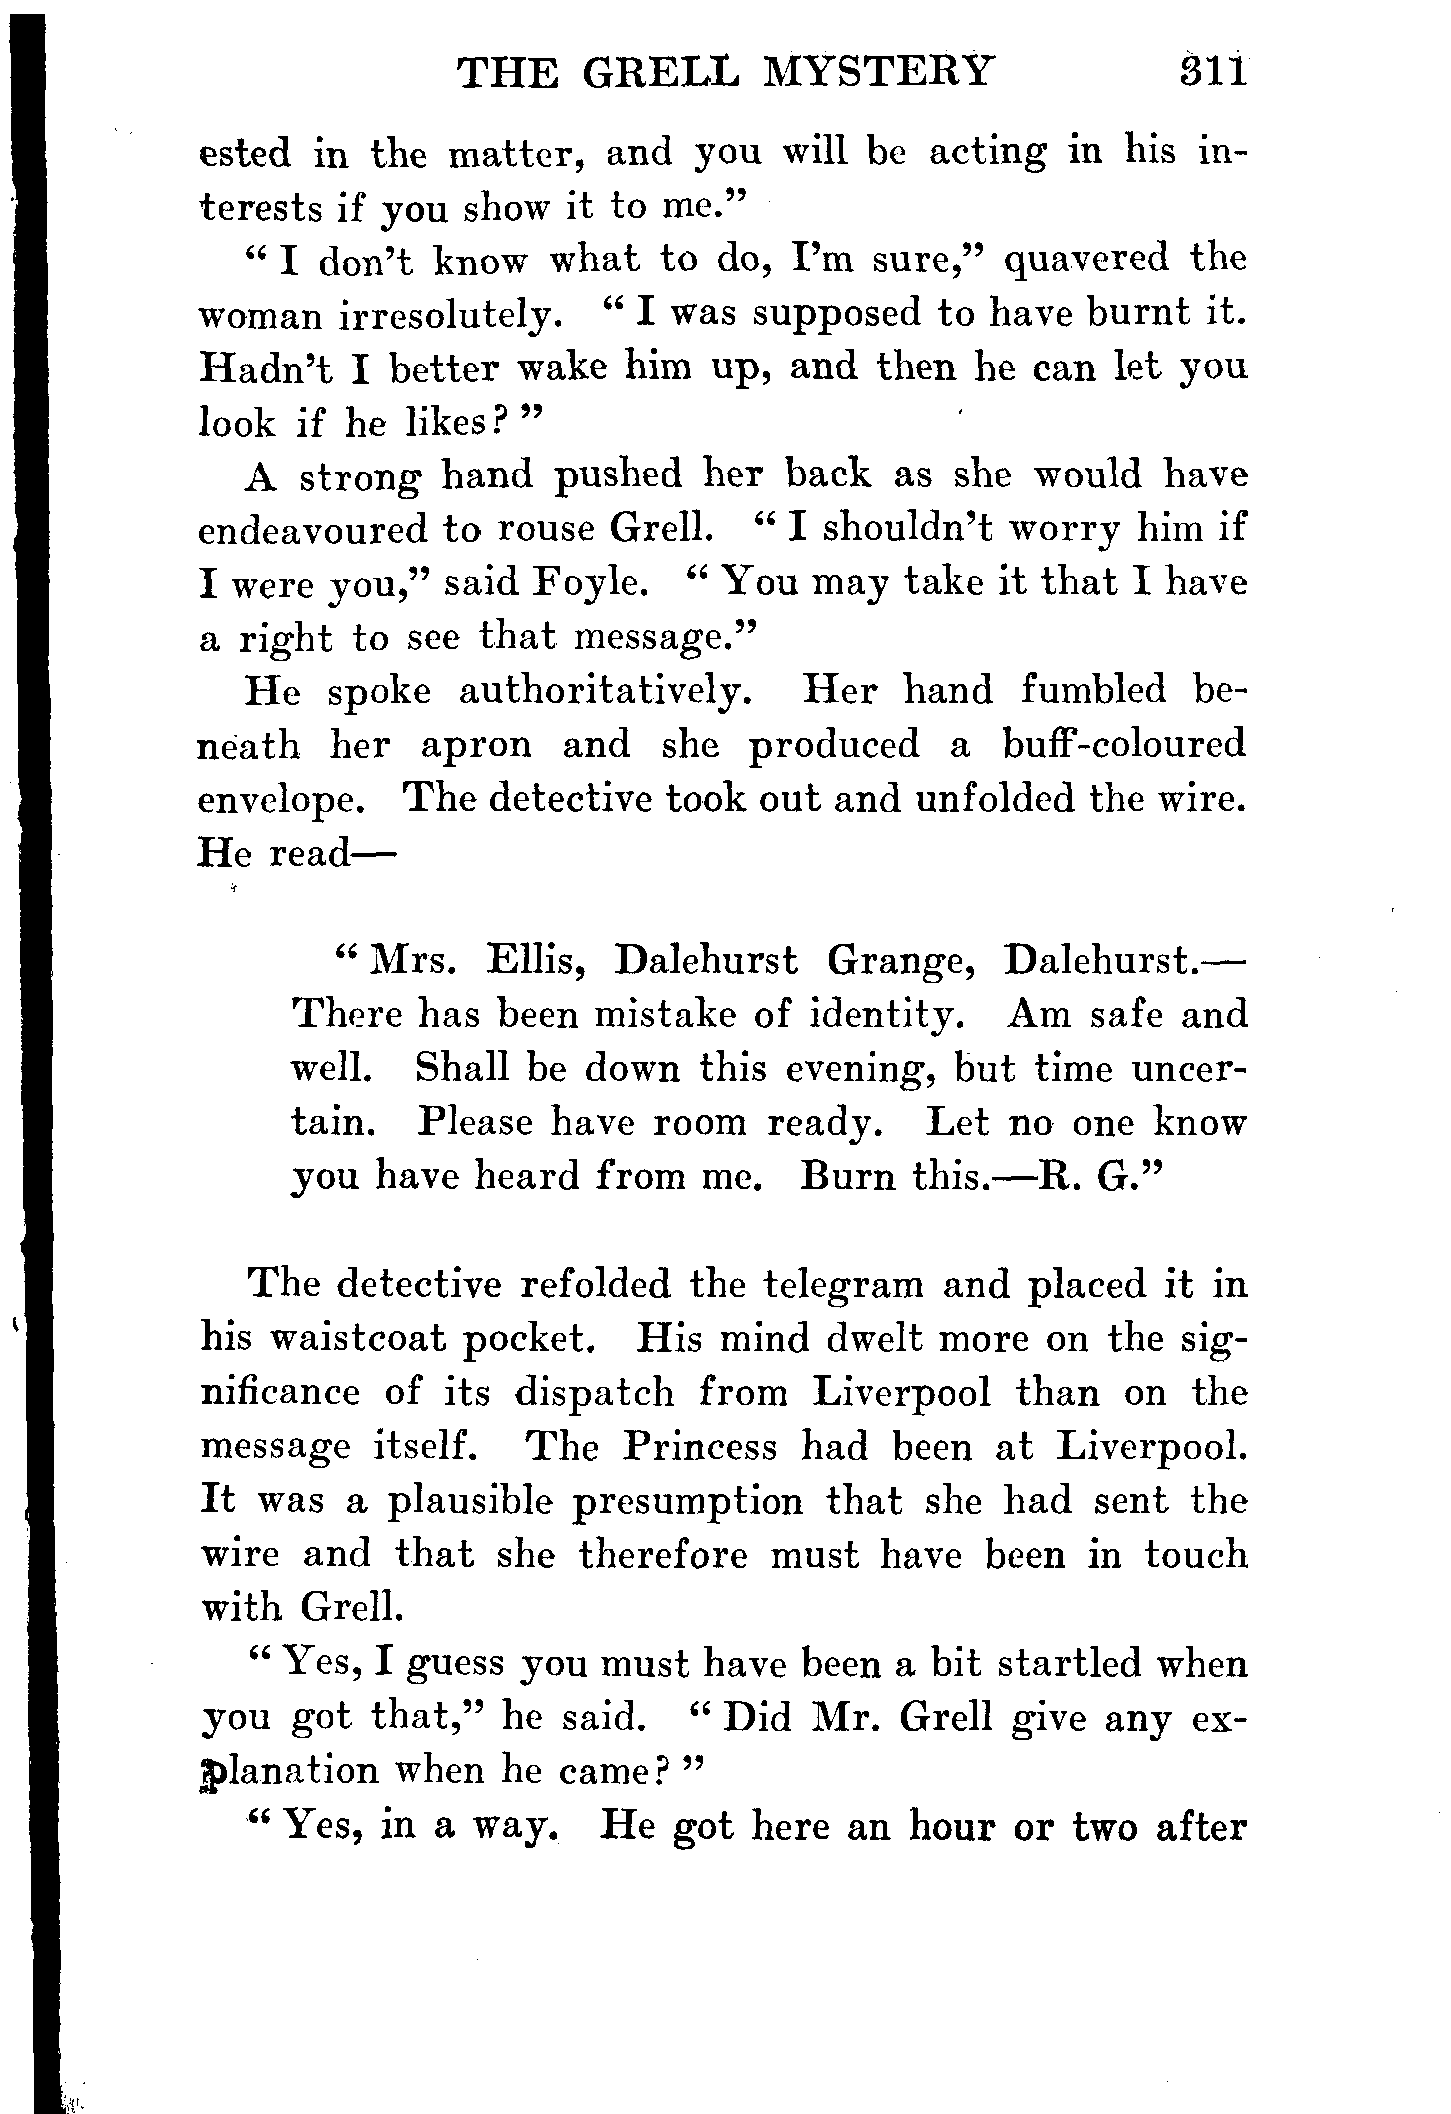 THE GRELL MYSTERY 311
ested in the matter, and you will be acting in his in-
terests if you show it to me.”
“ I don’t know what to do, I’m sure,” quavered the
woman irresolutely. “ I was supposed to have burnt it.
Hadn’t I better wake him up, and then he can let you
look if he likes? ”
A strong hand pushed her back as she would have
endeavoured to rouse Grell. “ I shouldn’t worry him if
I were you,” said Foyle. “ You may take it that I have
a right to see that message.”
He spoke authoritatively. Her hand fumbled be-
neath her apron and she produced a buff-coloured
envelope. The detective took out and unfolded the wire.
He read—
“ Mrs. Ellis, Dalehurst Grange, Dalehurst.—
There has been mistake of identity. Am safe and
well. Shall be down this evening, but time uncer-
tain. Please have room ready. Let no one know
you have heard from me. Burn this.—R. G.”
The detective refolded the telegram and placed it in
his waistcoat pocket. His mind dwelt more on the sig-
nificance of its dispatch from Liverpool than on the
message itself. The Princess had been at Liverpool.
It was a plausible presumption that she had sent the
wire and that she therefore must have been in touch
with Grell.
“ Yes, I guess you must have been a bit startled when
you got that,” he said. “ Did Mr. Grell give any ex-
planation when he came? ”
“ Yes, in a way. He got here an hour or two after